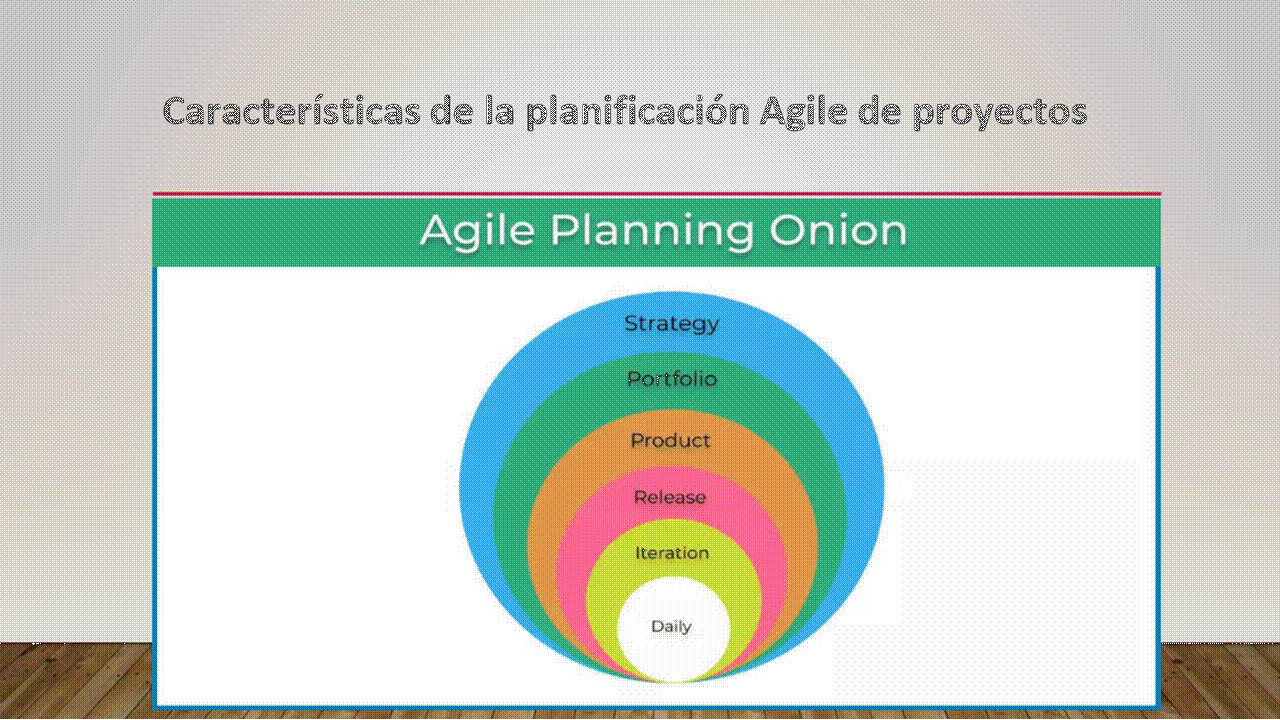 Características de la planificación Agile de proyectos
Agile Planning Onion
Strategy
Portfolio
Product
Release
Iteration
Daily